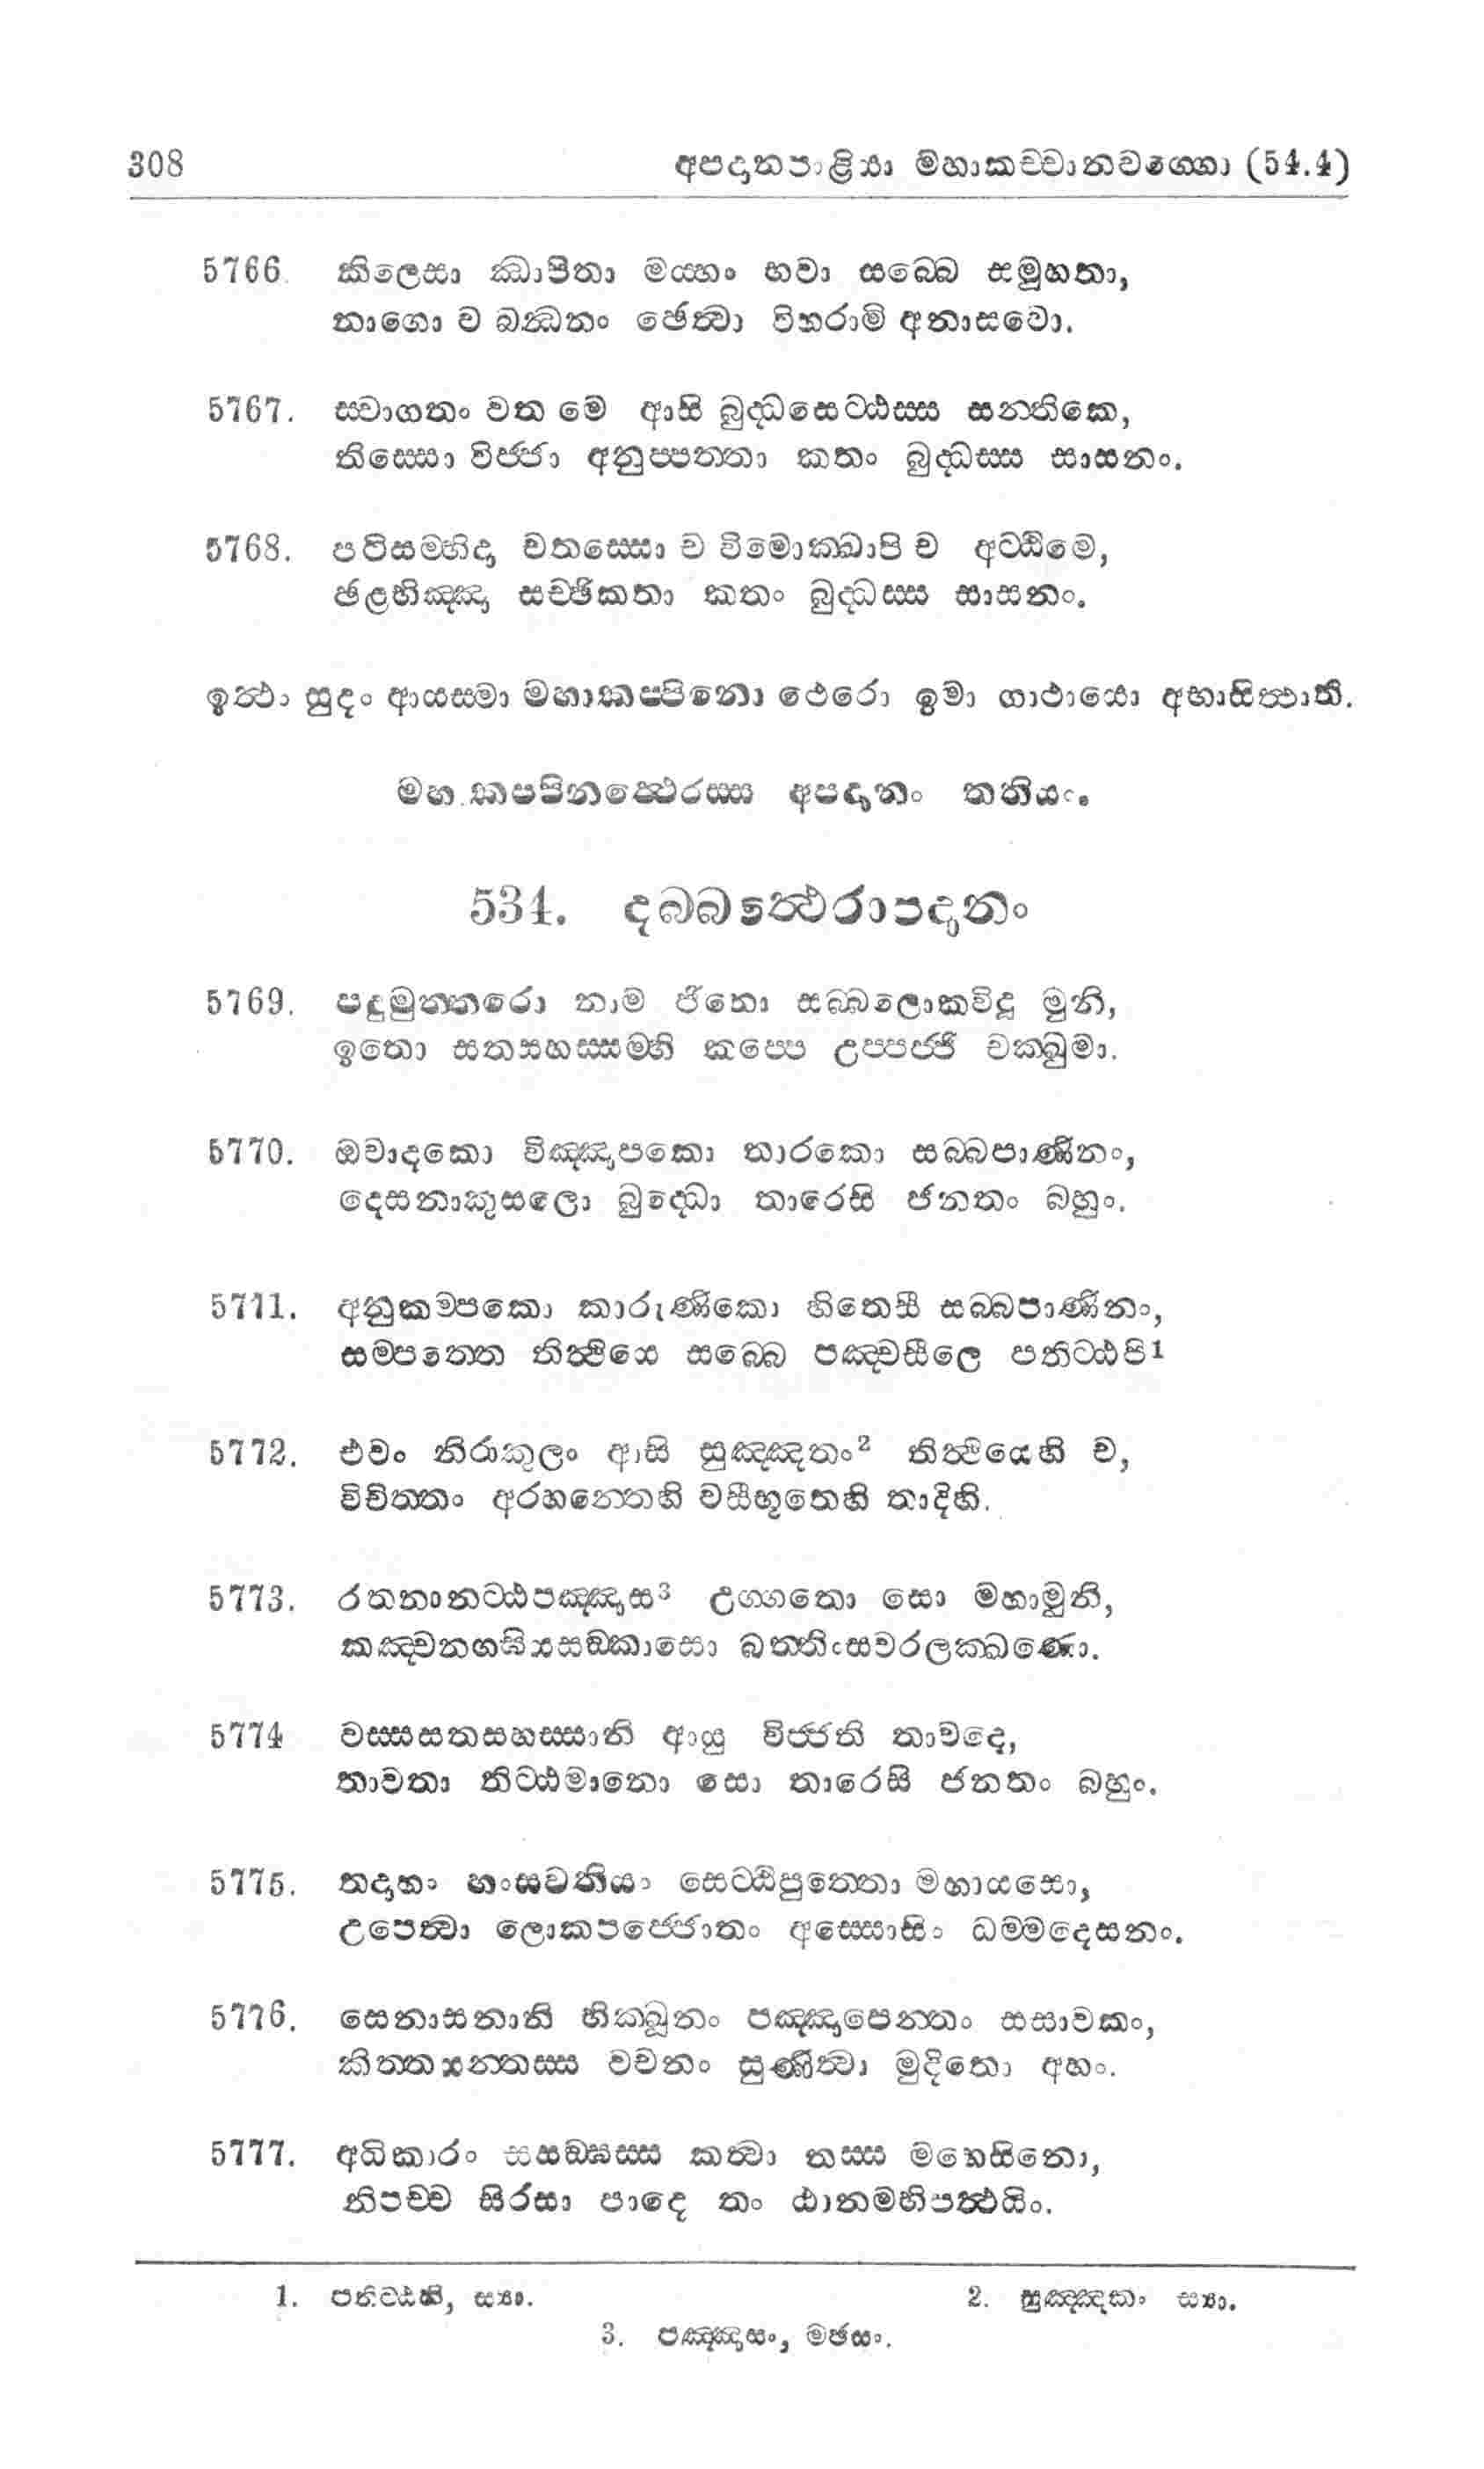 308 අපදානපාළියා මහාකච්චානවග්ගො (54.4)
5766. කිලෙසා ඣාපිතා මය්හං භවා සබ්බෙ සමූහතා,
නාගො ව බන්ධනං ඡෙත්වා විහරාමි අනාසවො.
5767. ස්වාගතං වත මෙ ආසි බුද්ධසෙට්ඨස්ස සන්තිකෙ,
තිස්සො විජ්ජා අනුප්පත්තා කතං බුද්ධස්ස සාසනං.
5768. පටිසම්භිදා චතස්සො ච විමොක්ඛාපි ච අට්ඨිමෙ,
ඡළභිඤ්ඤා සච්ඡිකතා කතං බුද්ධස්ස සාසනං.
ඉත්ථං සුදං ආයස්මා මහාකප්පිනො ථෙරො ඉමා ගාථායො අභාසිත්ථාති.
මහාකප්පිනත්ථෙරස්ස අපදානං තතියං.
534. දබ්බත්ථෙරාපදානං
5769. පදුමුත්තරො නාම ජිනො සබ්බලොකවිදූ මුනි,
ඉතො සතසහස්සම්හි කප්පෙ උප්පජ්ජි චක්ඛුමා.
5770. ඔවාදකො විඤ්ඤාපකො තාරකො සබ්බපාණිනං,
දෙසනාකුසලො බුද්ධො තාරෙසි ජනතං බහුං.
5711. අනුකම්පකො කාරුණිකො හිතෙසී සබ්බපාණිනං,
සම්පත්තෙ තිත්ථියෙ සබ්බෙ පඤ්චසීලෙ පතිට්ඨපි1
5772. එවං නිරාකුලං ආසි සුඤ්ඤතං2 තිත්ථියෙහි ච,
විචිත්තං අරහන්තෙහි වසීභූතෙහි තාදිහි.
5773. රතනානට්ඨපඤ්ඤාස3 උග්ගතො සො මහාමුනි,
කඤ්චනග්ඝියසඞ්කාසො බත්තිංසවරලක්ඛණො.
5774 වස්සසතසහස්සානි ආයු විජ්ජති තාවදෙ,
තාවතා තිට්ඨමානො සො තාරෙසි ජනතං බහුං.
5775. තදාහං හංසවතියං සෙට්ඨිපුත්තො මහායසො,
උපෙත්වා ලොකපජ්ජොතං අස්සොසිං ධම්මදෙසනං.
5776. සෙනාසනානි භික්ඛූනං පඤ්ඤාපෙන්තං සසාවකං,
කිත්තයන්තස්ස වචනං සුණිත්වා මුදිතො අහං.
5777. අධිකාරං සසඞ්ඝස්ස කත්වා තස්ස මහෙසිනො,
නිපච්ච සිරසා පාදෙ තං ඨානමභිපත්ථයිං.
1. පතිට්ඨහි, ස්‍යා. 2. සුඤ්ඤකං ස්‍යා.
3. පඤ්ඤාසං, මඡසං.